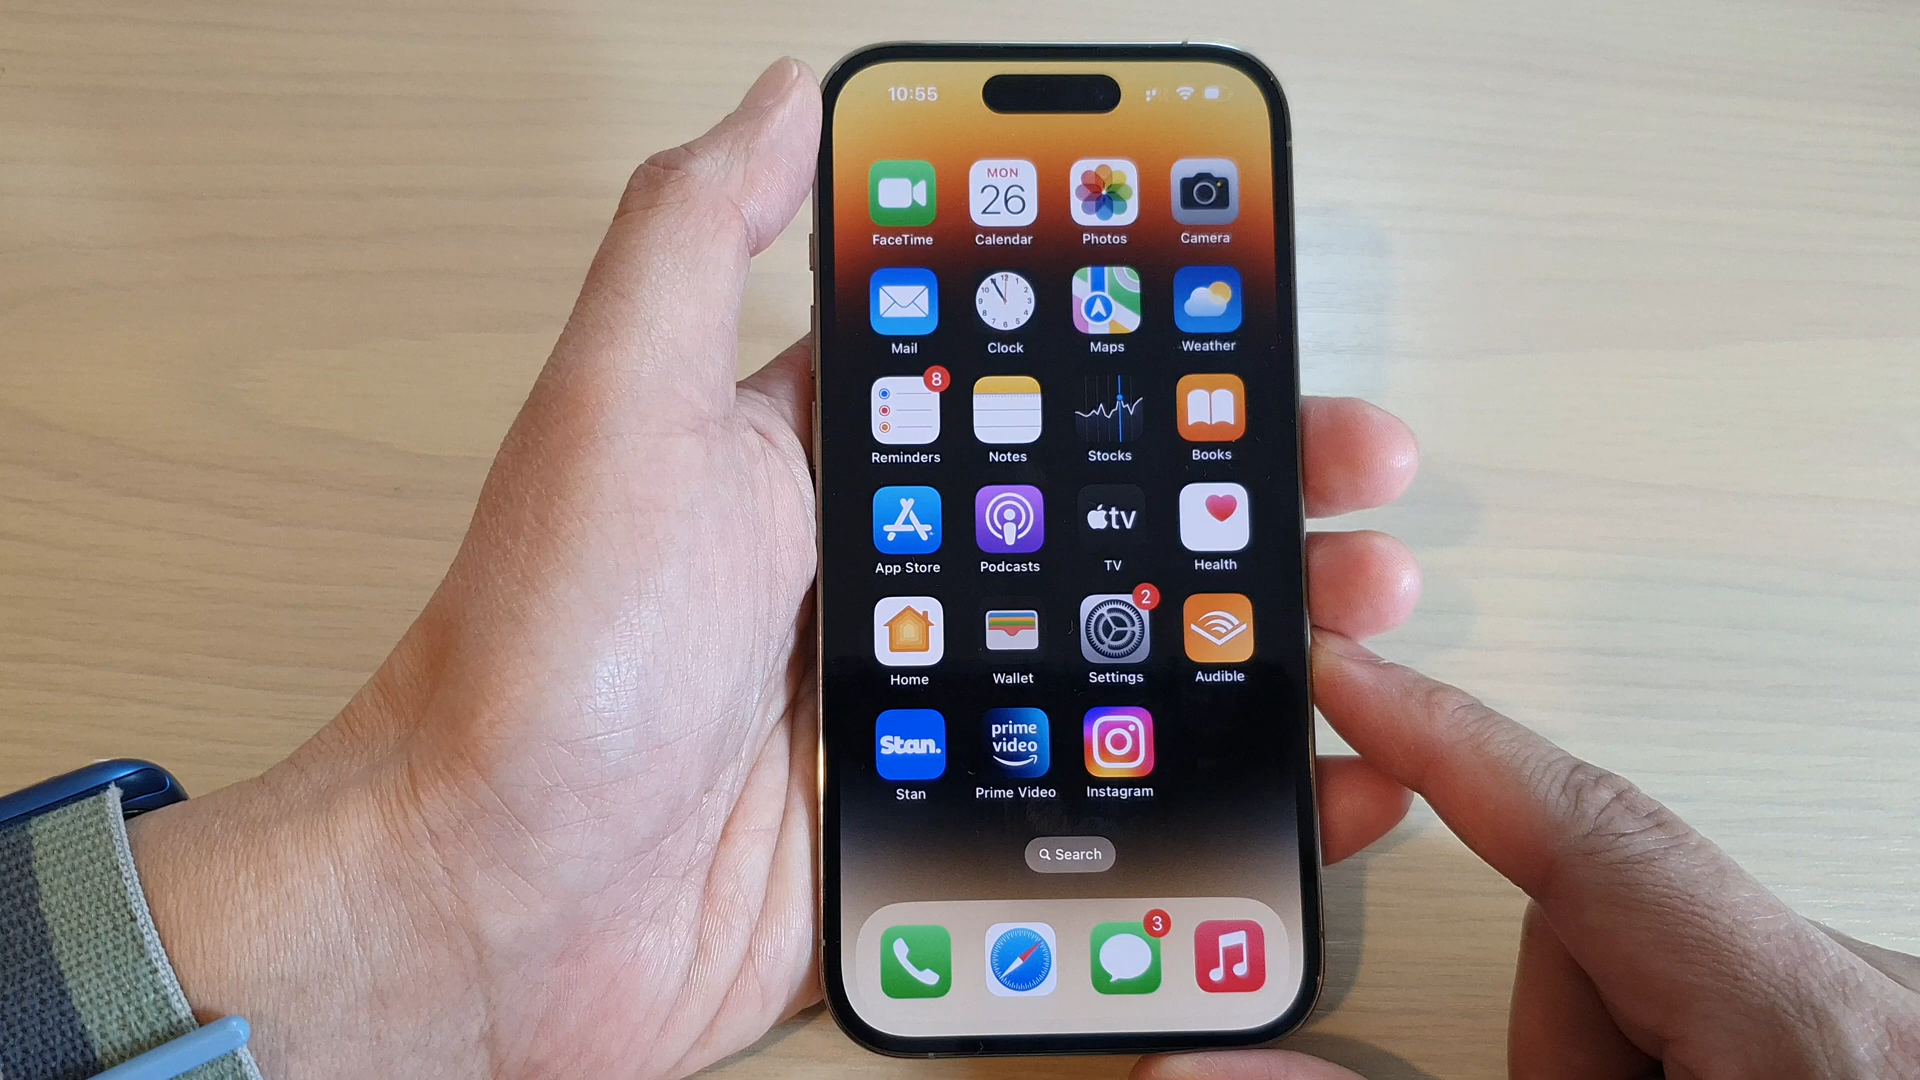 10:55
MON
26
FaceTime
Calendar
Photos
Camera
Mail
Clock
Maps
Weather
8
Reminders
Notes
Stocks
Books
tv
App Store
Podcasts
TV
Health
2
Home
Wallet
Settings
Audible
Stan.
prime
video
Stan
Prime Video
Instagram
Search
3